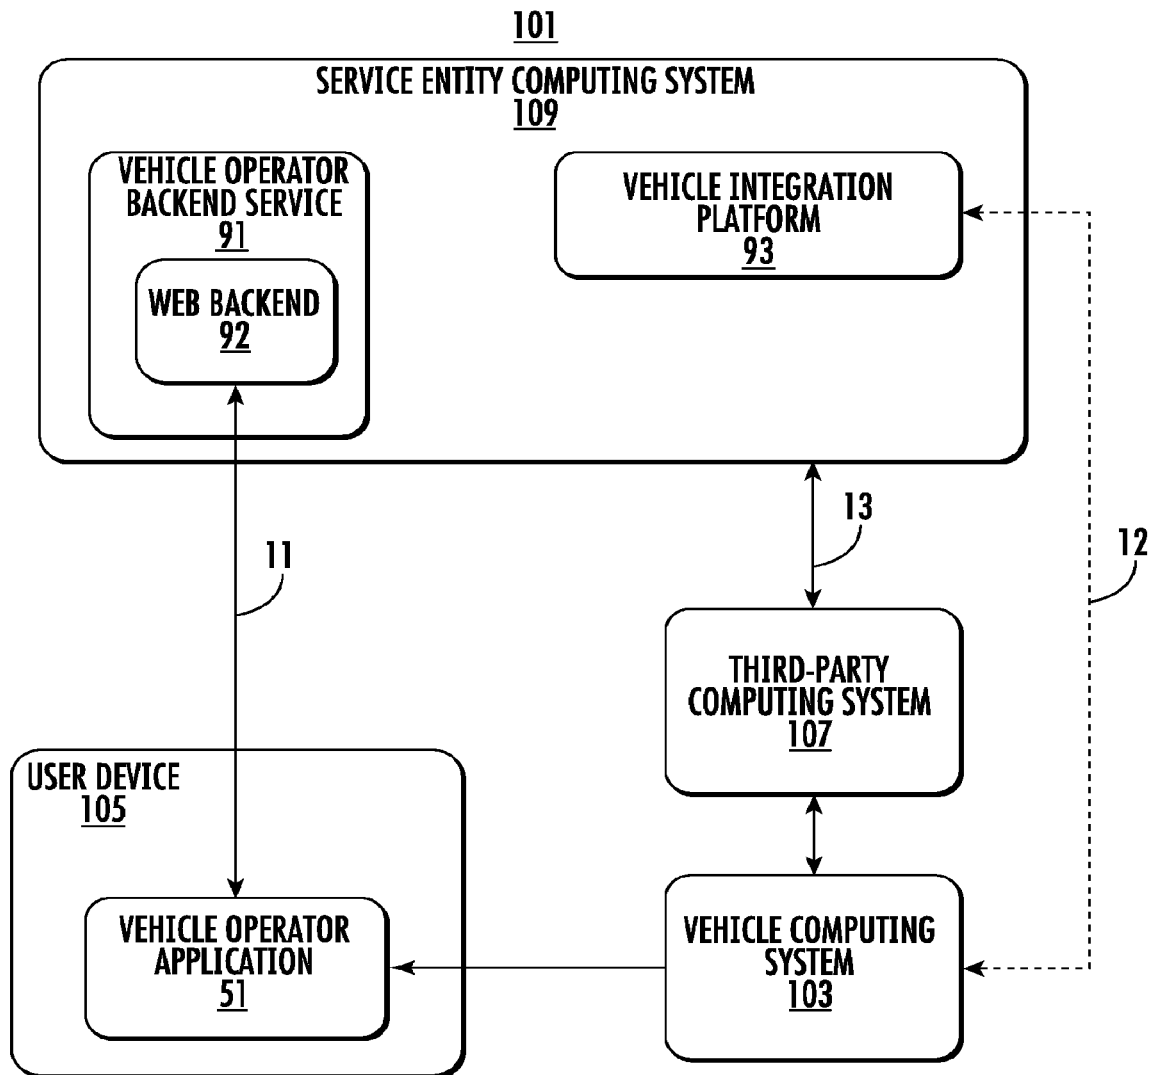 101
SERVICE ENTITY COMPUTING SYSTEM
109
VEHICLE OPERATOR
BACKEND SERVICE
91
WEB BACKEND
92
VEHICLE INTEGRATION
PLATFORM
93
11
13
12
THIRD-PARTY
COMPUTING SYSTEM
107
USER DEVICE
105
VEHICLE OPERATOR
APPLICATION
51
VEHICLE COMPUTING
SYSTEM
103